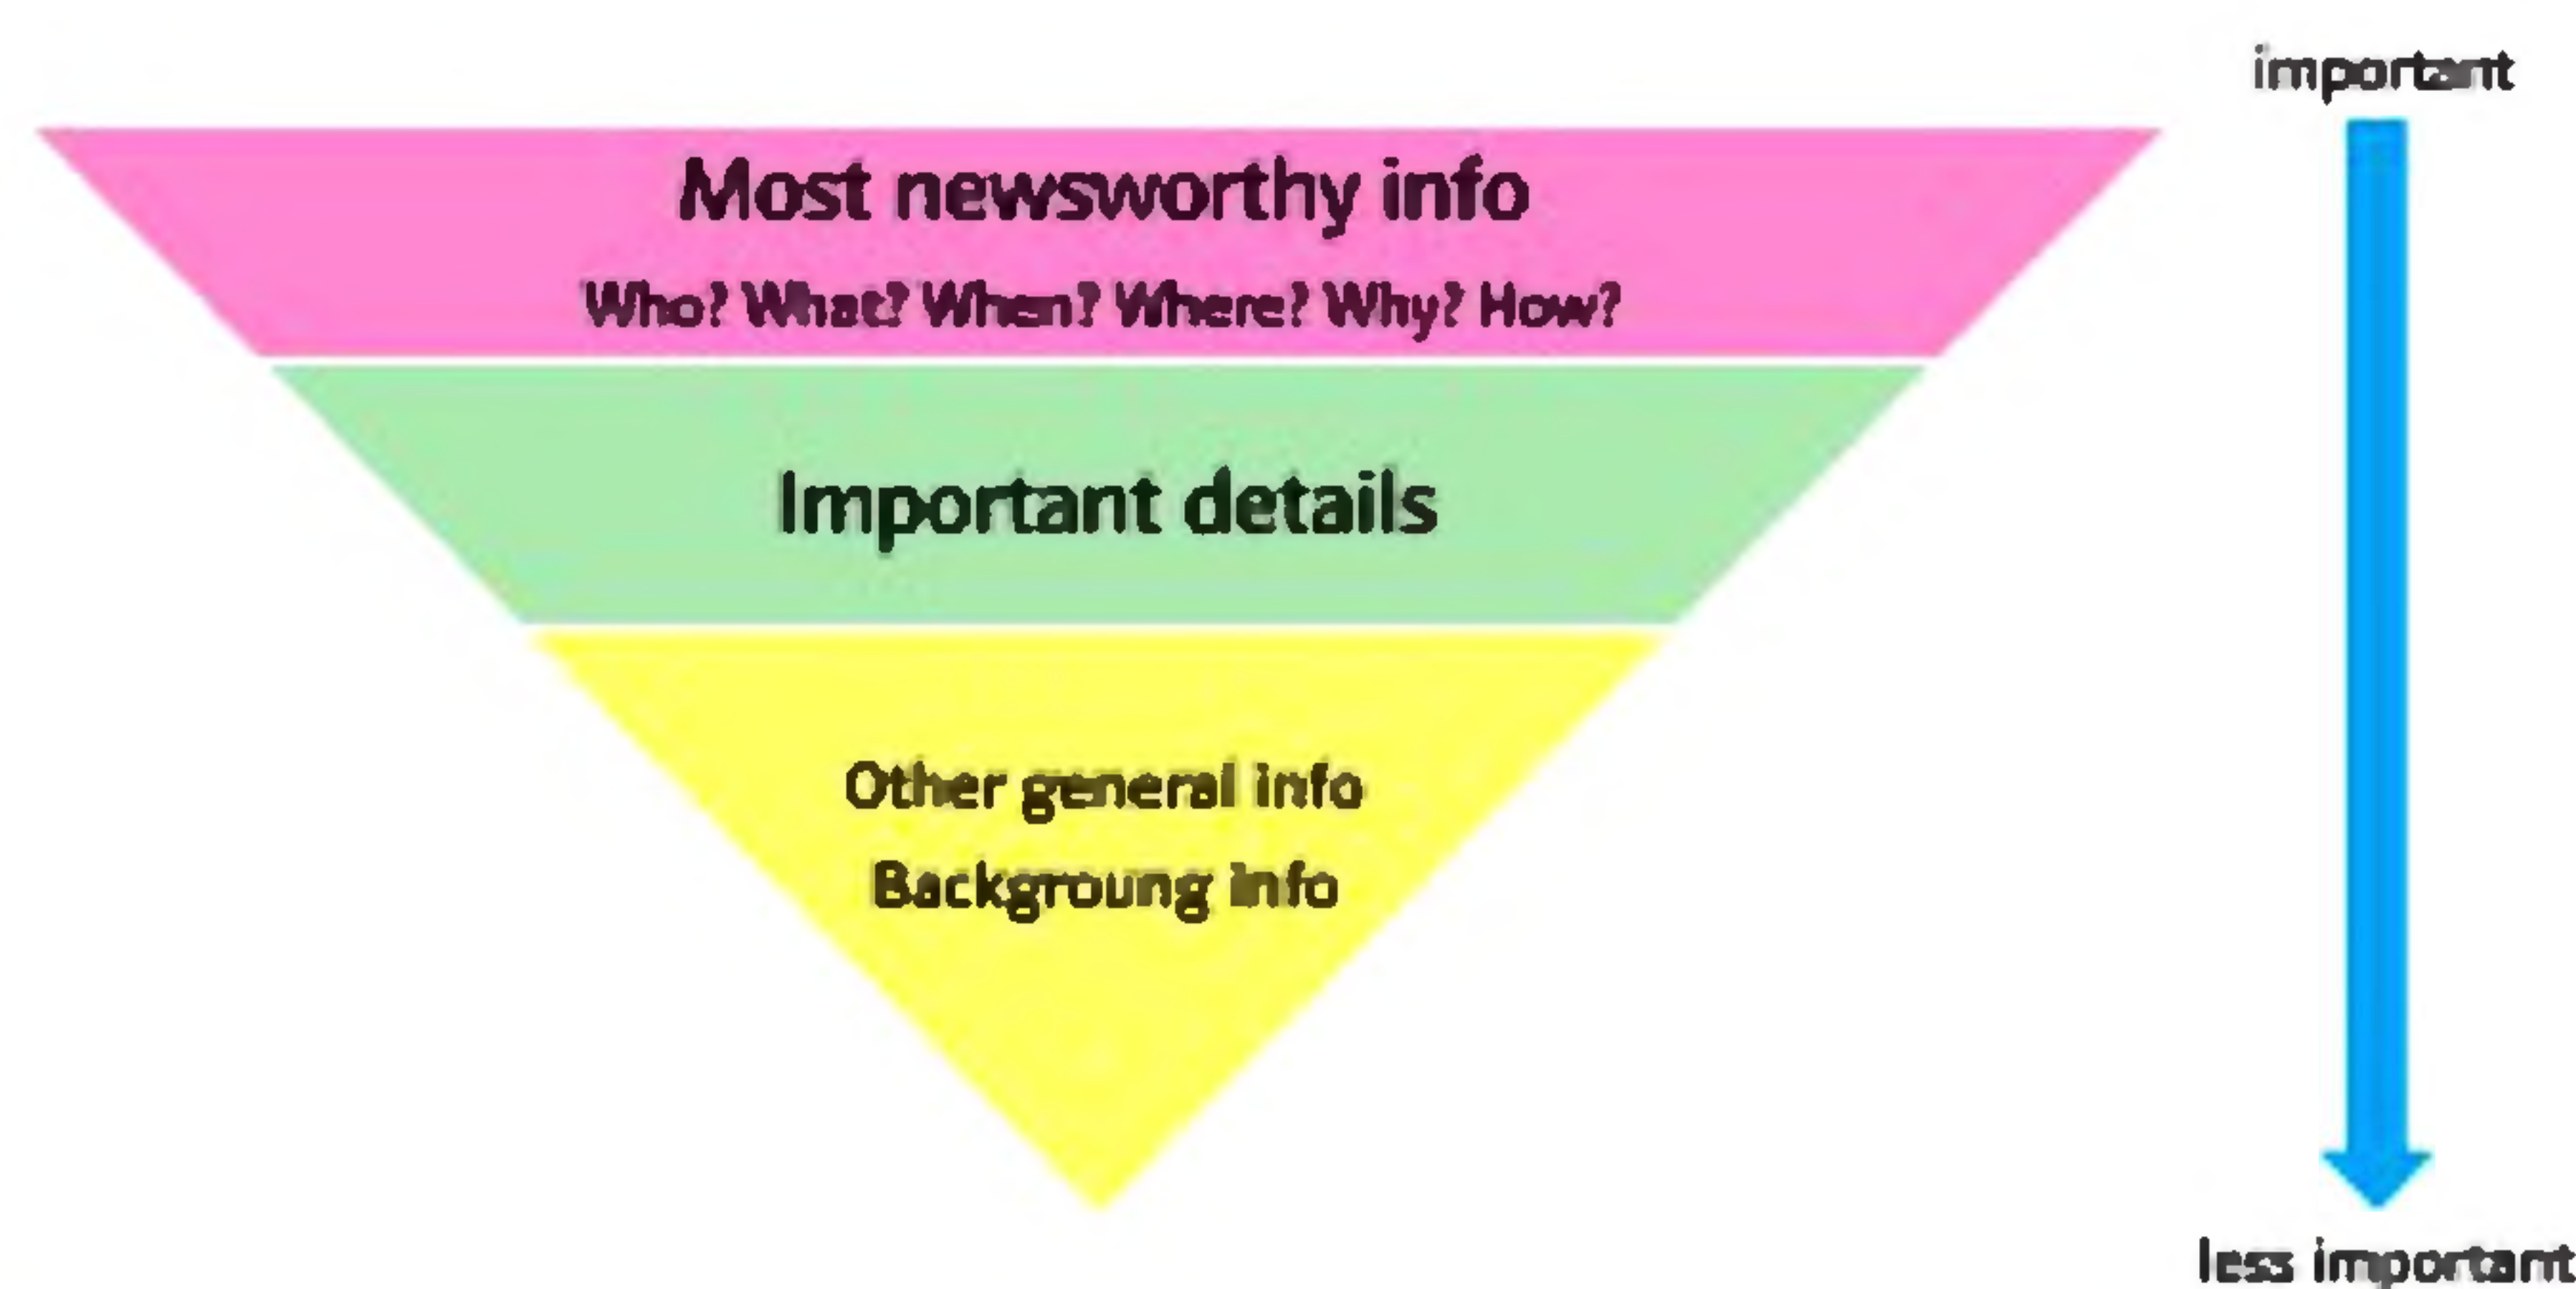 important
Most newsworthy info
Who? What? When? Where? Why? How?
Important details
Other general info
Backgroung info
less important